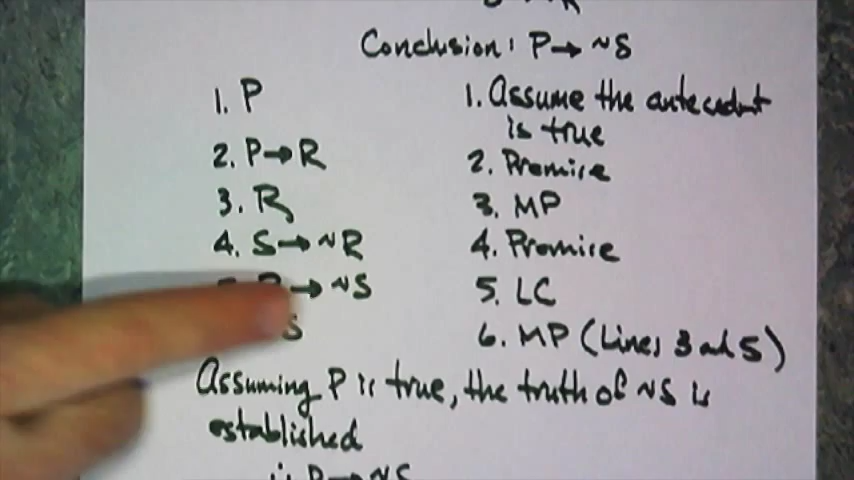 Conclusion: P→ ~S
1. P
1. Assume the antecedent
is true
2. P→R
2. Premise
3. R
3. MP
4. S→ ~R
4. Premise
→ ~S
5. LC
S
6. MP (Lines 3 and 5)
Assuming P is true, the truth of ~S is
established
∴ P→ ~S